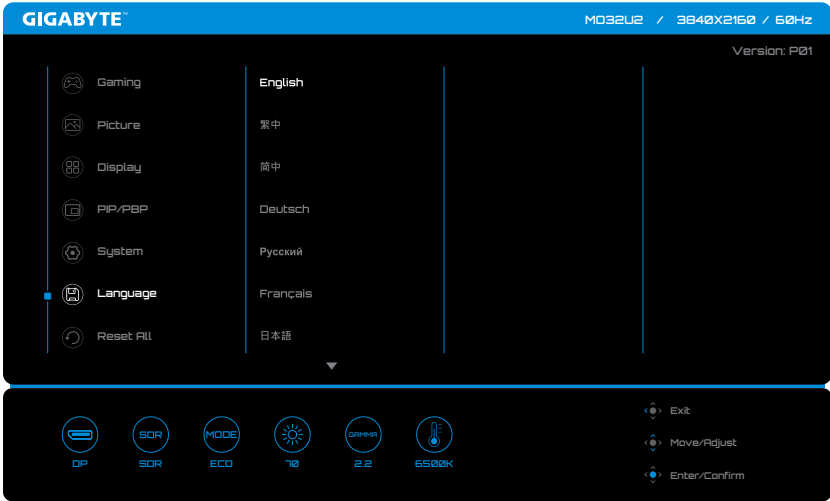 GIGABYTE™
MO32U2 / 3840X2160 / 60Hz
Version: P01
Gaming
Picture
Display
PIP/PBP
System
Language
Reset All
English
繁中
简中
Deutsch
Русский
Français
日本語
DP
SDR
SDR
MODE
ECO
70
GAMMA
2.2
6500K
Exit
Move/Adjust
Enter/Confirm